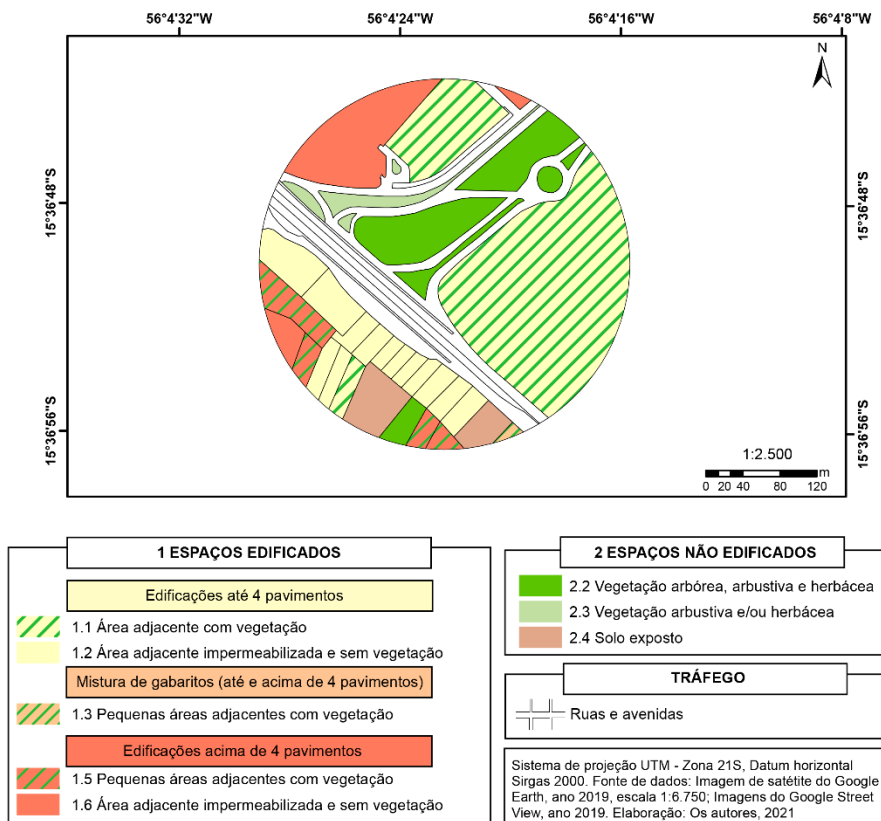 56°4'32"W 56°4'24"W 56°4'16"W 56°4'8"W
N
15°36'48"S 15°36'48"S
15°36'56"S 15°36'56"S
1:2.500
m
0 20 40 80 120
1 ESPAÇOS EDIFICADOS
Edificações até 4 pavimentos
1.1 Área adjacente com vegetação
1.2 Área adjacente impermeabilizada e sem vegetação
Mistura de gabaritos (até e acima de 4 pavimentos)
1.3 Pequenas áreas adjacentes com vegetação
Edificações acima de 4 pavimentos
1.5 Pequenas áreas adjacentes com vegetação
1.6 Área adjacente impermeabilizada e sem vegetação
2 ESPAÇOS NÃO EDIFICADOS
2.2 Vegetação arbórea, arbustiva e herbácea
2.3 Vegetação arbustiva e/ou herbácea
2.4 Solo exposto
TRÁFEGO
Ruas e avenidas
Sistema de projeção UTM - Zona 21S, Datum horizontal
Sirgas 2000. Fonte de dados: Imagem de satétite do Google
Earth, ano 2019, escala 1:6.750; Imagens do Google Street
View, ano 2019. Elaboração: Os autores, 2021